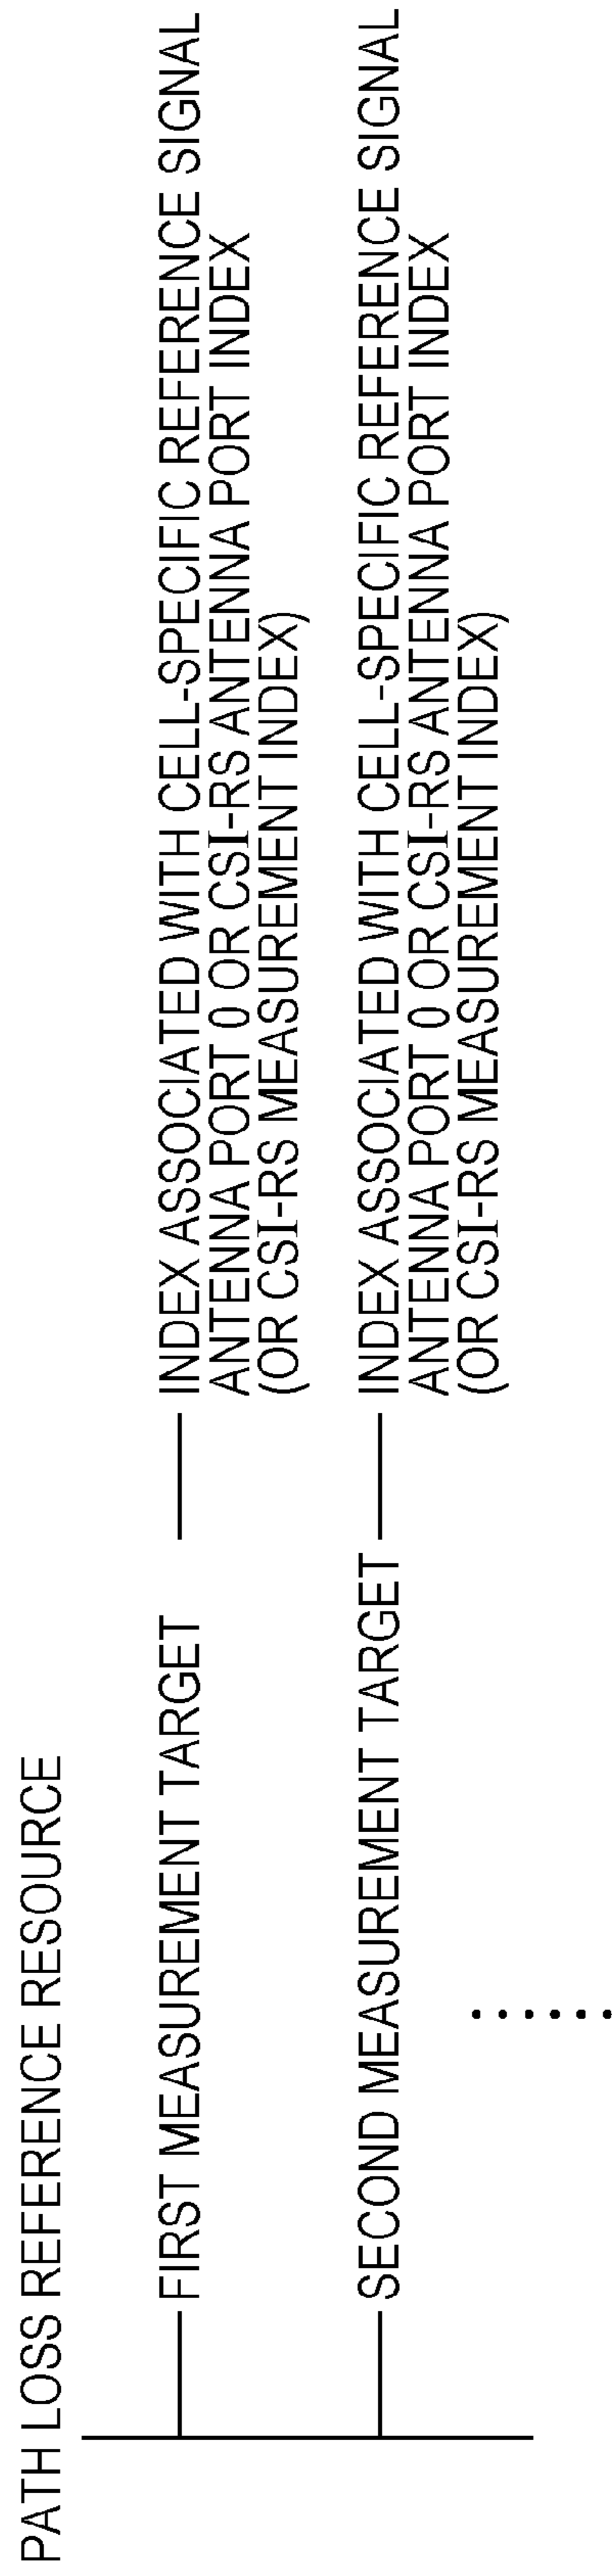 PATH LOSS REFERENCE RESOURCE
FIRST MEASUREMENT TARGET
INDEX ASSOCIATED WITH CELL-SPECIFIC REFERENCE SIGNAL
ANTENNA PORT 0 OR CSI-RS ANTENNA PORT INDEX
(OR CSI-RS MEASUREMENT INDEX)
SECOND MEASUREMENT TARGET
INDEX ASSOCIATED WITH CELL-SPECIFIC REFERENCE SIGNAL
ANTENNA PORT 0 OR CSI-RS ANTENNA PORT INDEX
(OR CSI-RS MEASUREMENT INDEX)